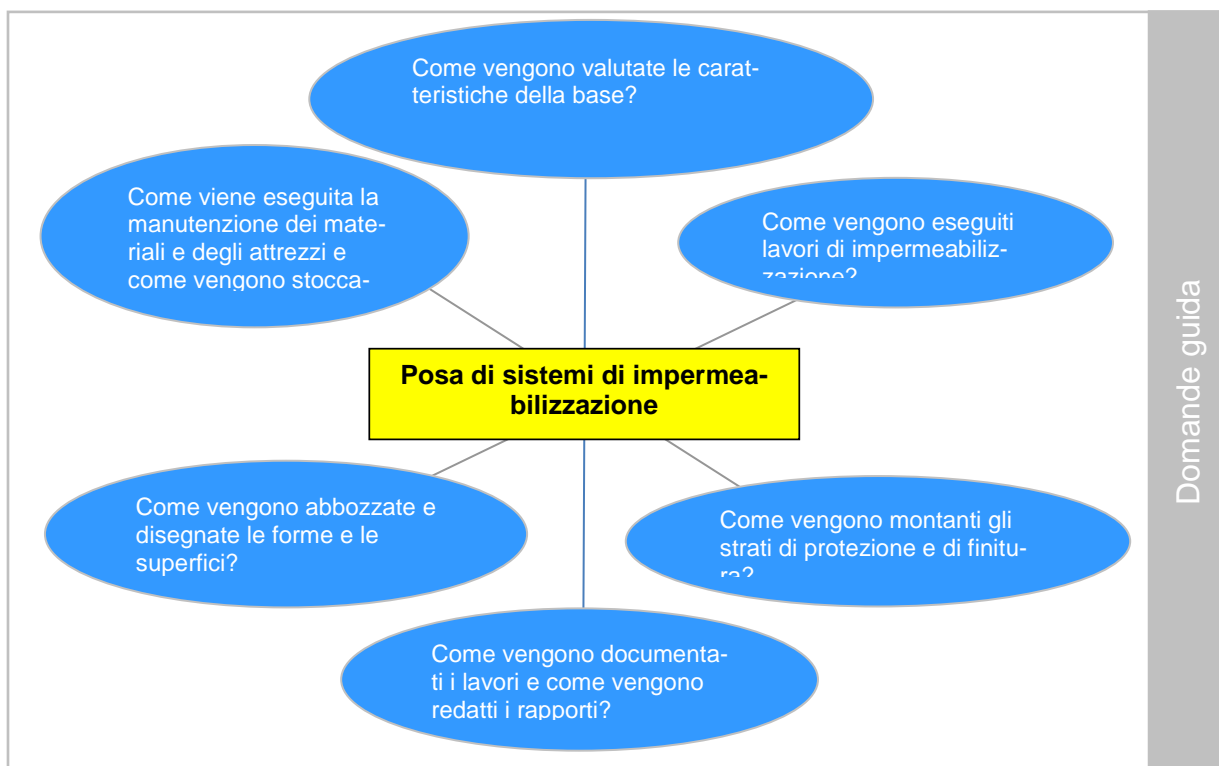 Come vengono valutate le carat-
teristiche della base?
Come viene eseguita la
manutenzione dei mate-
riali e degli attrezzi e
come vengono stocca-
Come vengono eseguiti
lavori di impermeabiliz-
zazione?
Posa di sistemi di impermea-
bilizzazione
Come vengono abbozzate e
disegnate le forme e le
superfici?
Come vengono montanti gli
strati di protezione e di finitu-
ra?
Come vengono documenta-
ti i lavori e come vengono
redatti i rapporti?
Domande guida